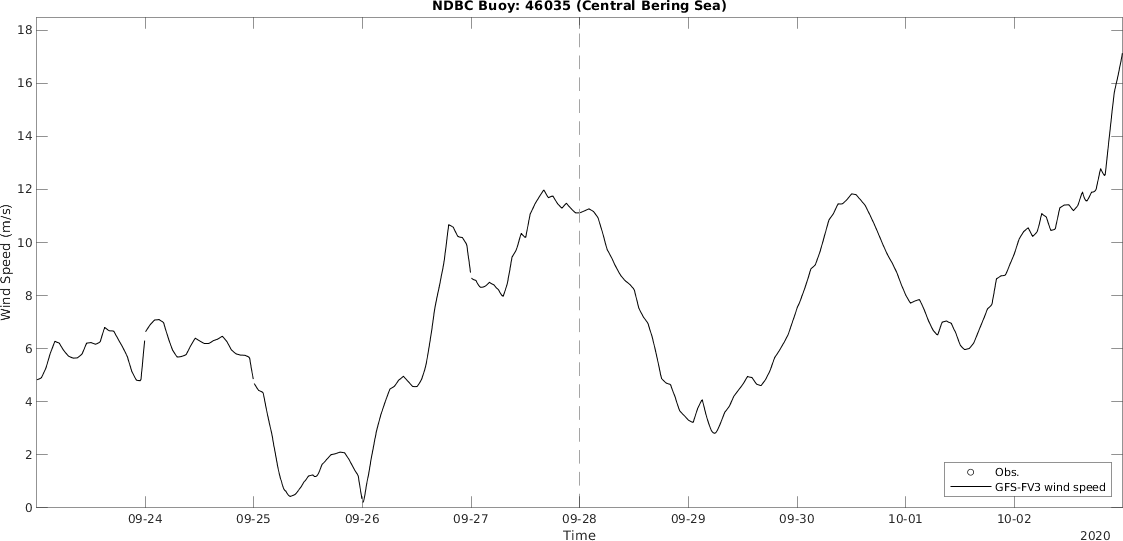 NDBC Buoy: 46035 (Central Bering Sea)
18
16
14
12
10
8
6
4
2
0
Wind Speed (m/s)
Obs.
GFS-FV3 wind speed
09-24 09-25 09-26 09-27 09-28 09-29 09-30 10-01 10-02
Time
2020